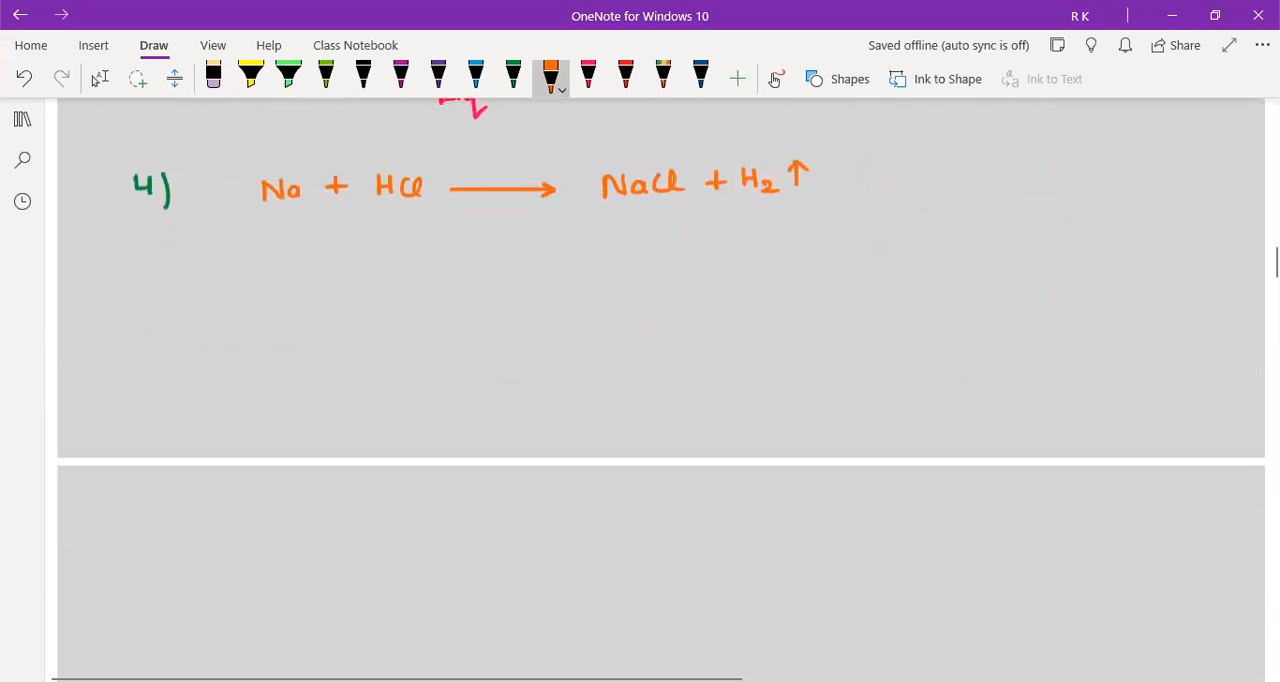 OneNote for Windows 10
R K
Home Insert Draw View Help Class Notebook
Saved offline (auto sync is off) Share
Shapes Ink to Shape Ink to Text
4) Na + HCl ⟶ NaCl + H₂ ↑